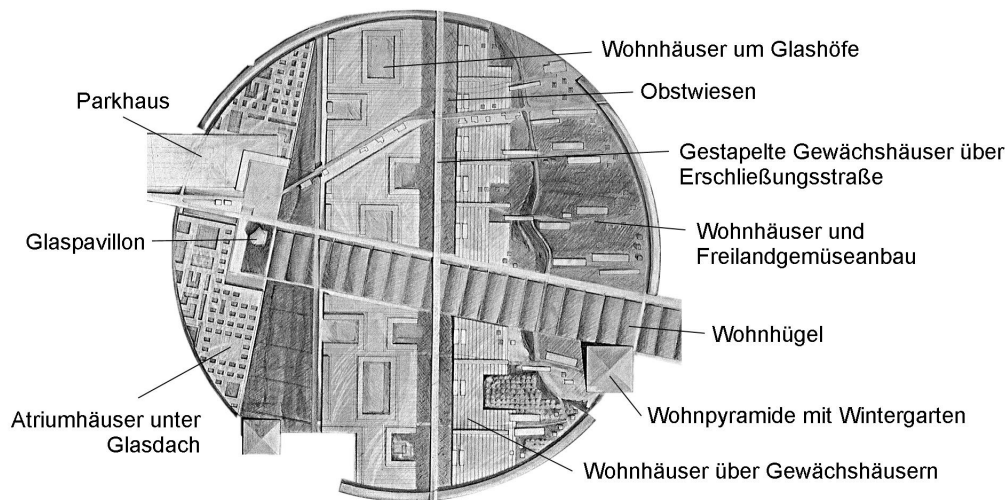 Wohnhäuser um Glashöfe
Obstwiesen
Parkhaus
Gestapelte Gewächshäuser über
Erschließungsstraße
Glaspavillon
Wohnhäuser und
Freilandgemüseanbau
Wohnhügel
Atriumhäuser unter
Glasdach
Wohnpyramide mit Wintergarten
Wohnhäuser über Gewächshäusern